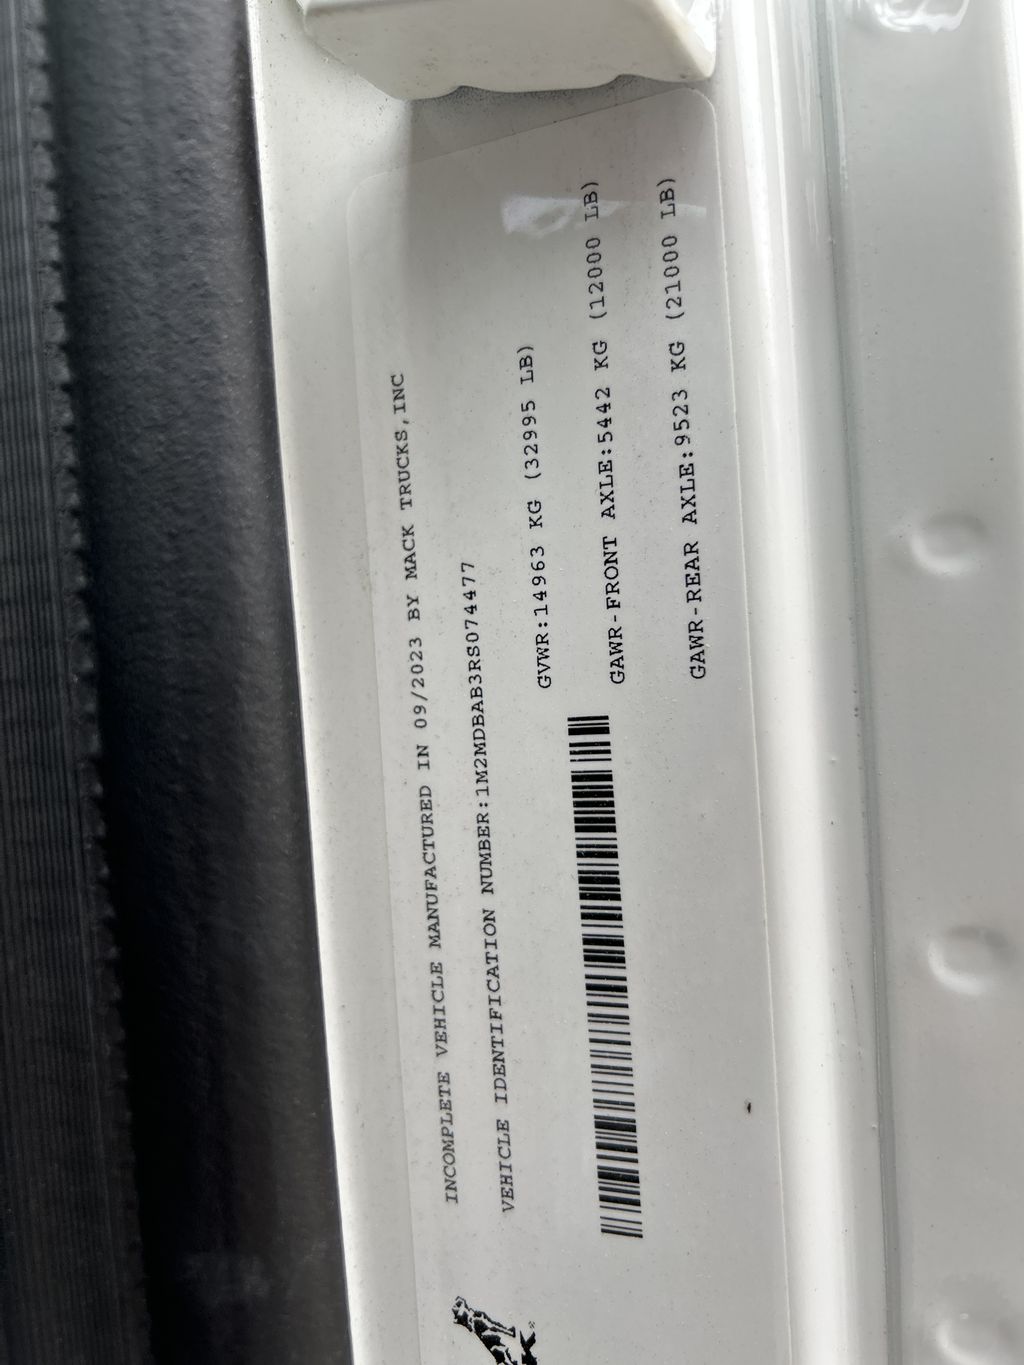 INCOMPLETE VEHICLE MANUFACTURED IN 09/2023 BY MACK TRUCKS,INC
VEHICLE IDENTIFICATION NUMBER:1M2MDBAB3RS074477
GVWR:14963 KG (32995 LB)
GAWR-FRONT AXLE:5442 KG (12000 LB)
GAWR-REAR AXLE:9523 KG (21000 LB)